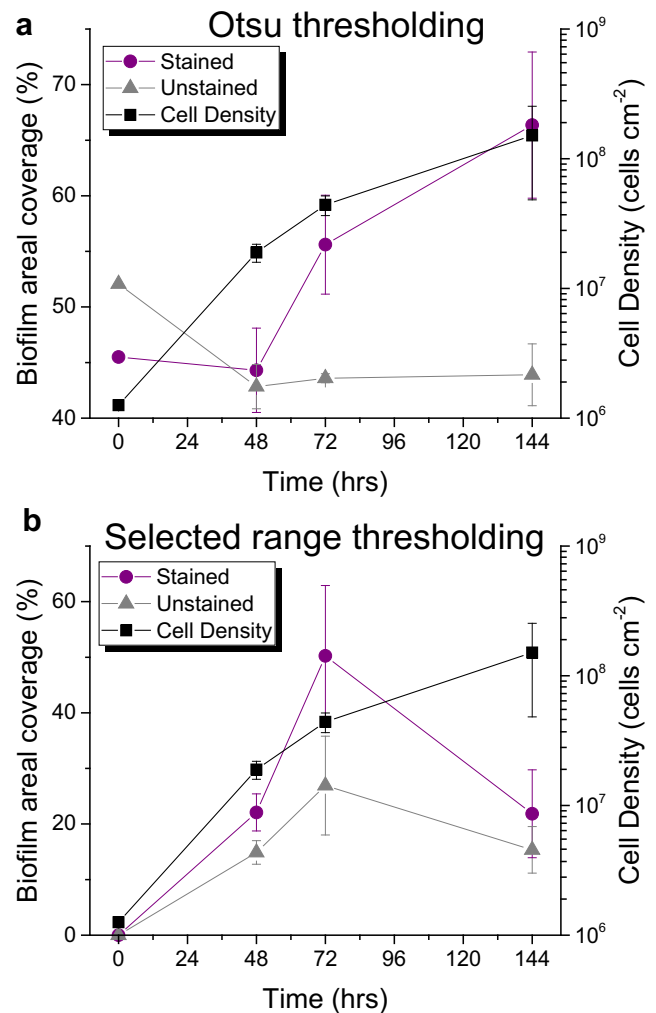 a
Otsu thresholding
Stained
Unstained
Cell Density
Biofilm areal coverage (%)
70
60
50
40
10⁹
10⁸
10⁷
10⁶
Cell Density (cells cm⁻²)
0 24 48 72 96 120 144
Time (hrs)
b
Selected range thresholding
Stained
Unstained
Cell Density
Biofilm areal coverage (%)
60
40
20
0
10⁹
10⁸
10⁷
10⁶
Cell Density (cells cm⁻²)
0 24 48 72 96 120 144
Time (hrs)